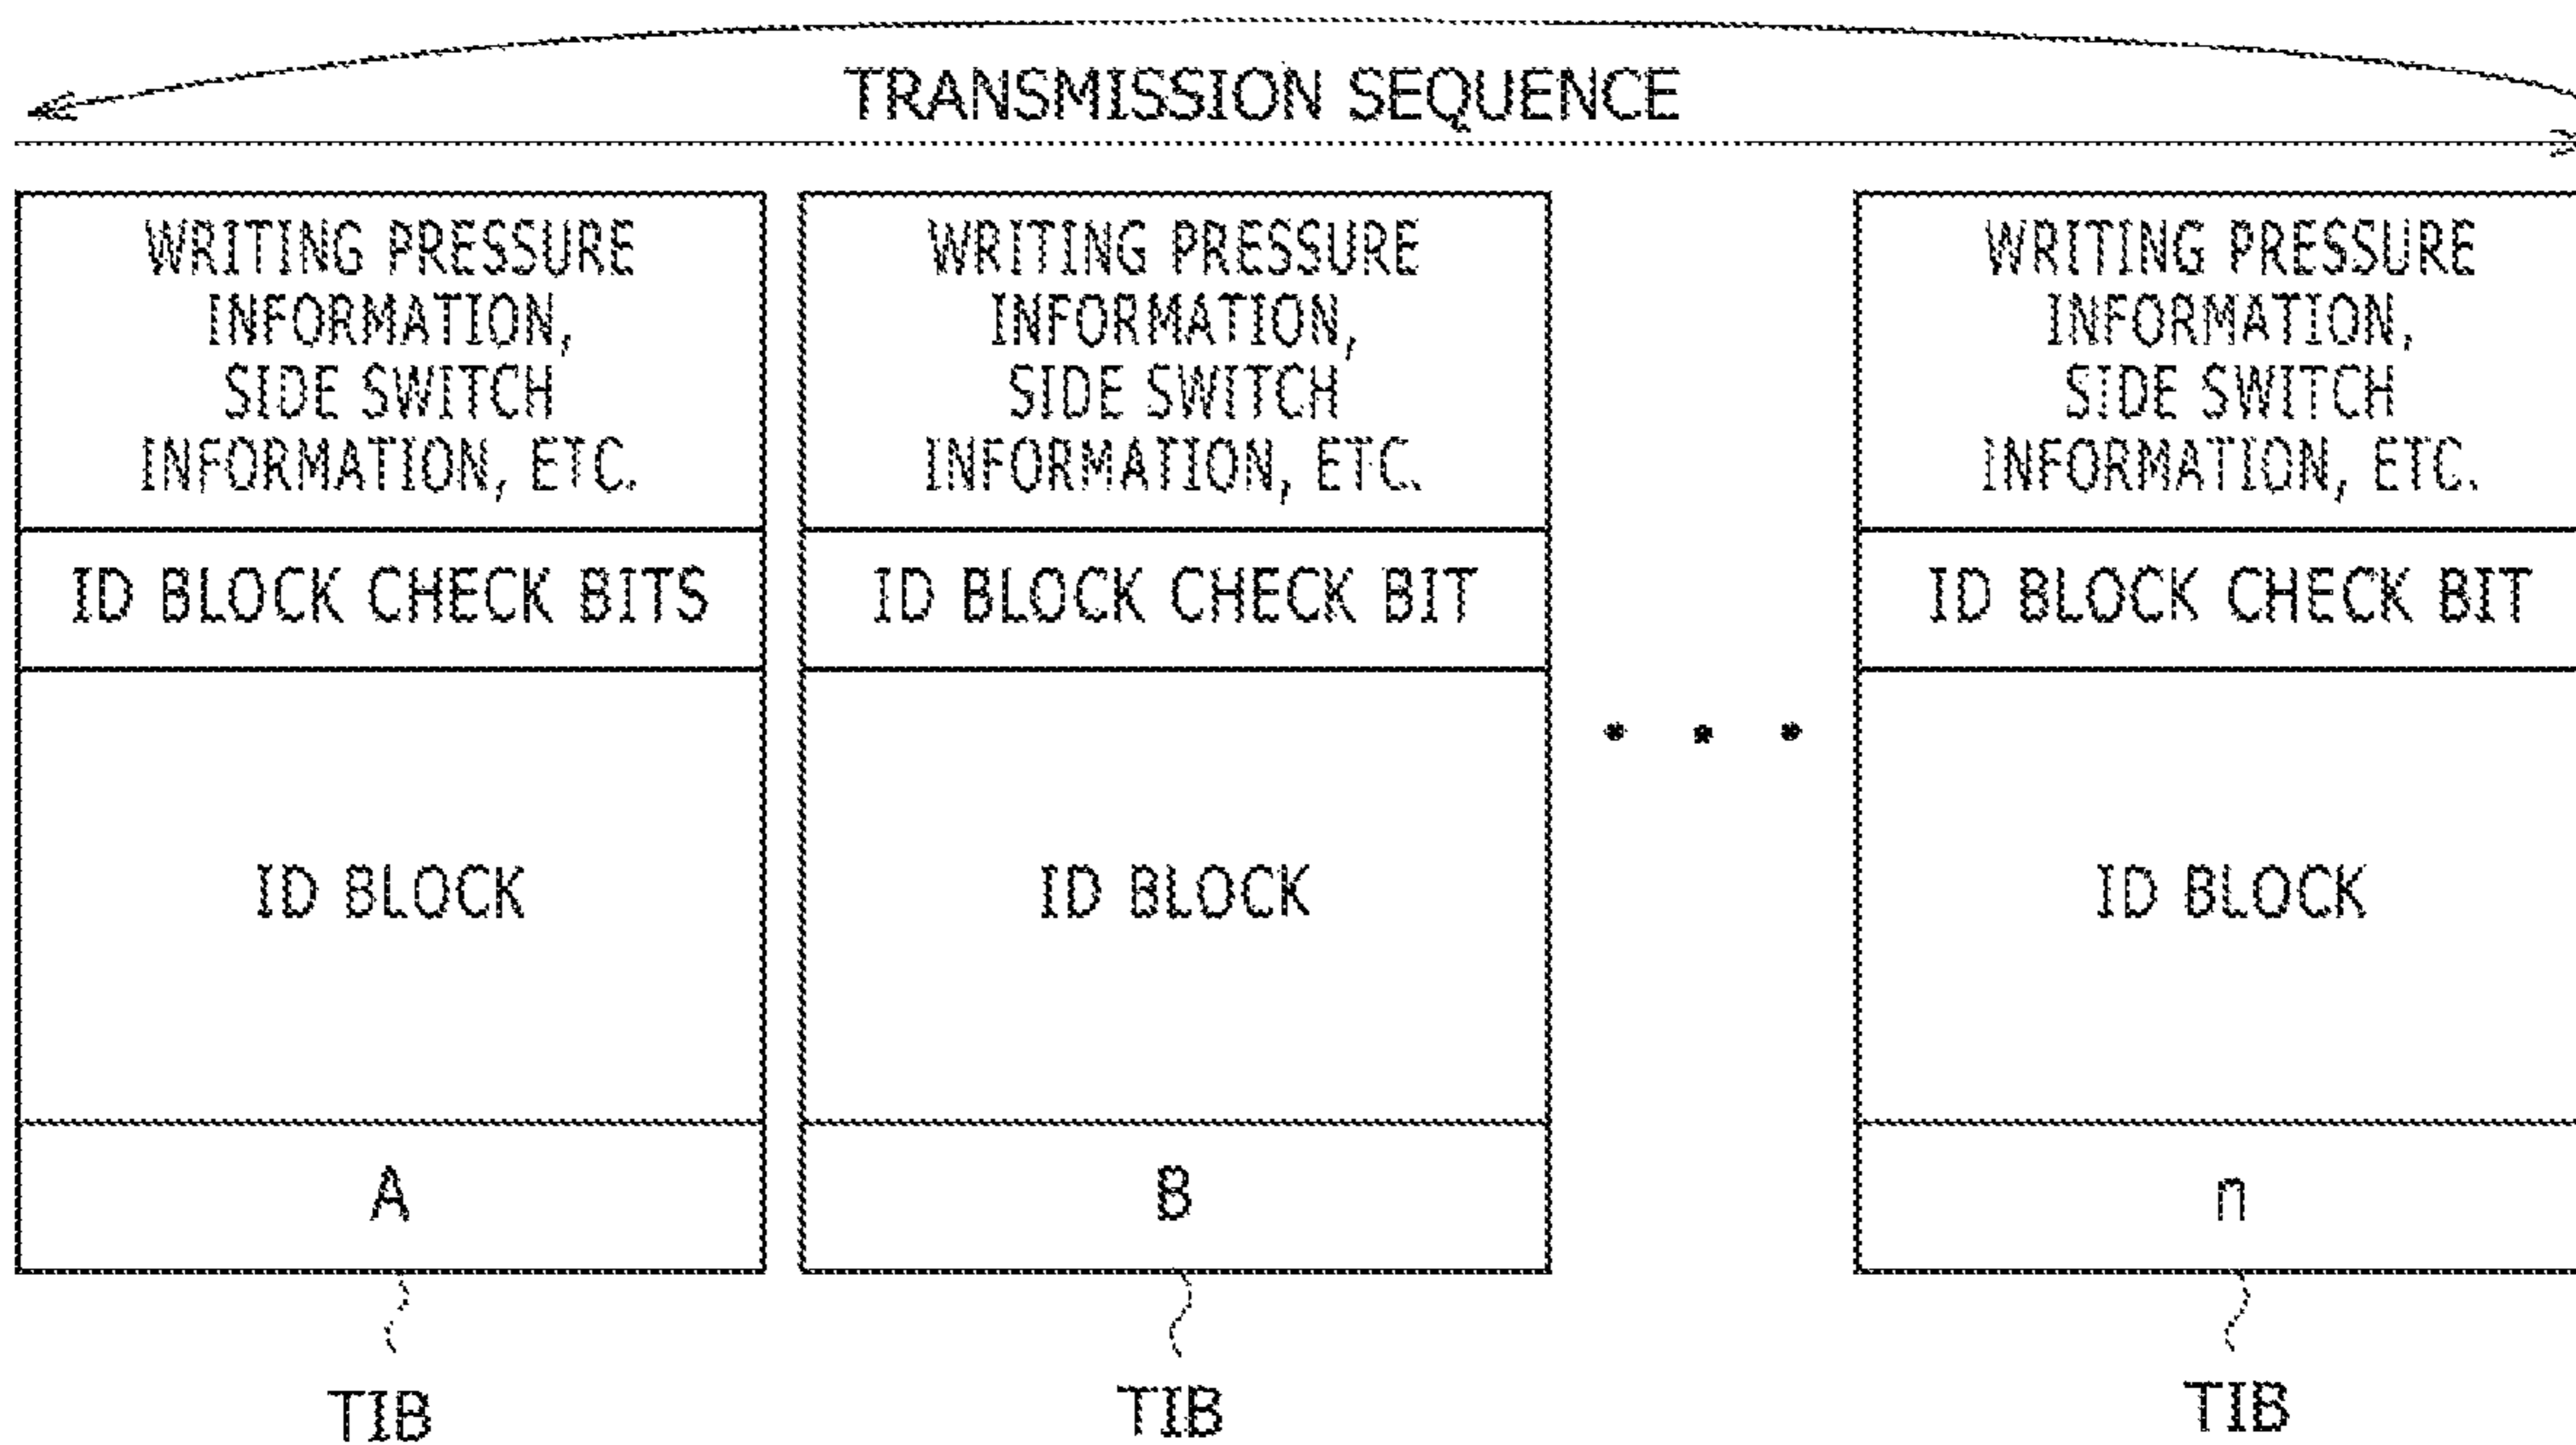 TRANSMISSION SEQUENCE
WRITING PRESSURE
INFORMATION,
SIDE SWITCH
INFORMATION, ETC.
ID BLOCK CHECK BITS
ID BLOCK
A
TIB
WRITING PRESSURE
INFORMATION,
SIDE SWITCH
INFORMATION, ETC.
ID BLOCK CHECK BIT
ID BLOCK
B
TIB
WRITING PRESSURE
INFORMATION,
SIDE SWITCH
INFORMATION, ETC.
ID BLOCK CHECK BIT
ID BLOCK
n
TIB